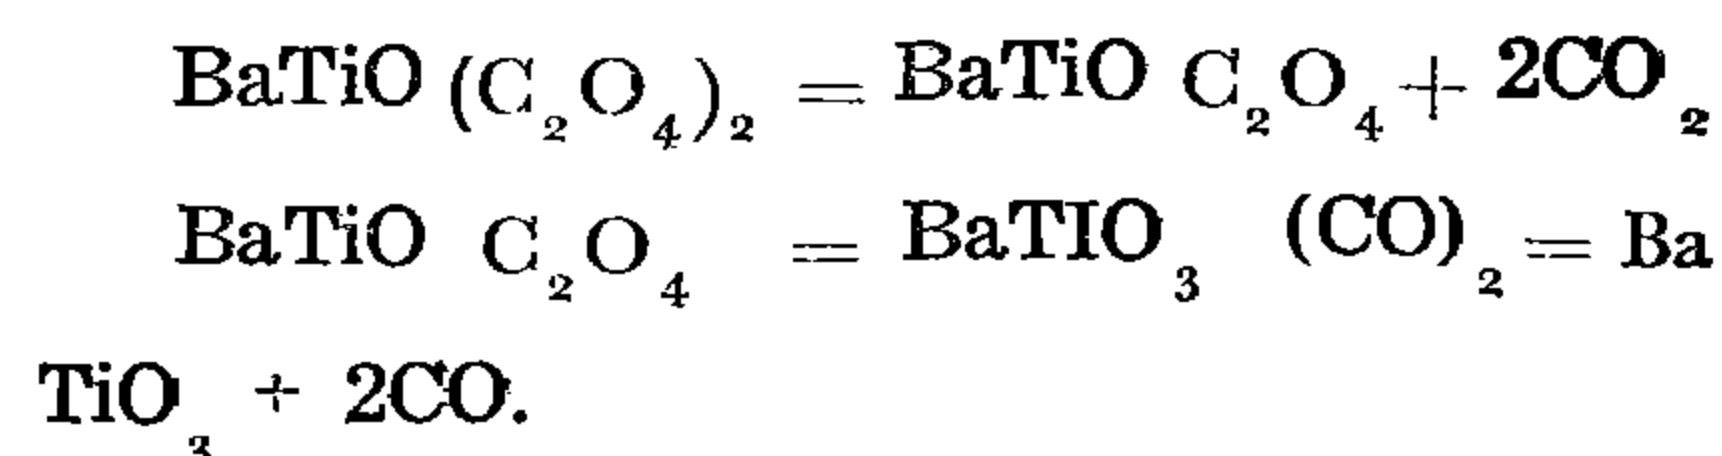 BaTiO (C₂O₄)₂ = BaTiO C₂O₄ + 2CO₂
BaTiO C₂O₄ = BaTIO₃ (CO)₂ = Ba
TiO₃ + 2CO.